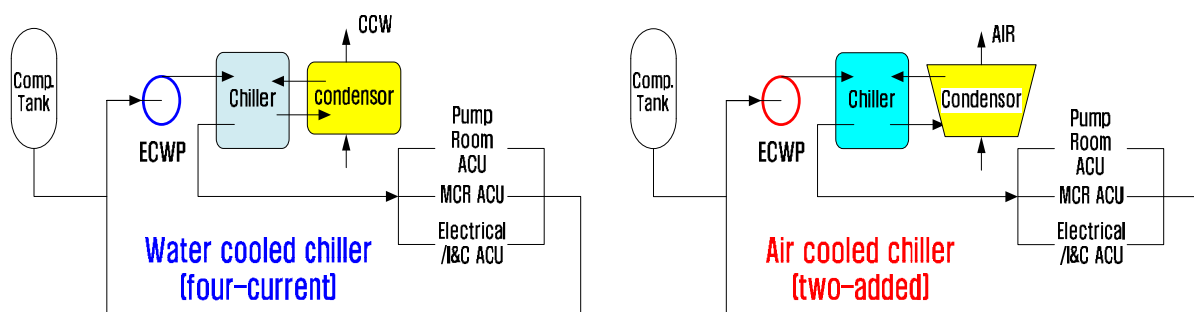 CCW
Comp.
Tank
Chiller
condensor
ECWP
Pump
Room
ACU
MCR ACU
Electrical
/I&C ACU
Water cooled chiller
(four-current)
AIR
Comp.
Tank
Chiller
Condensor
ECWP
Pump
Room
ACU
MCR ACU
Electrical
/I&C ACU
Air cooled chiller
(two-added)